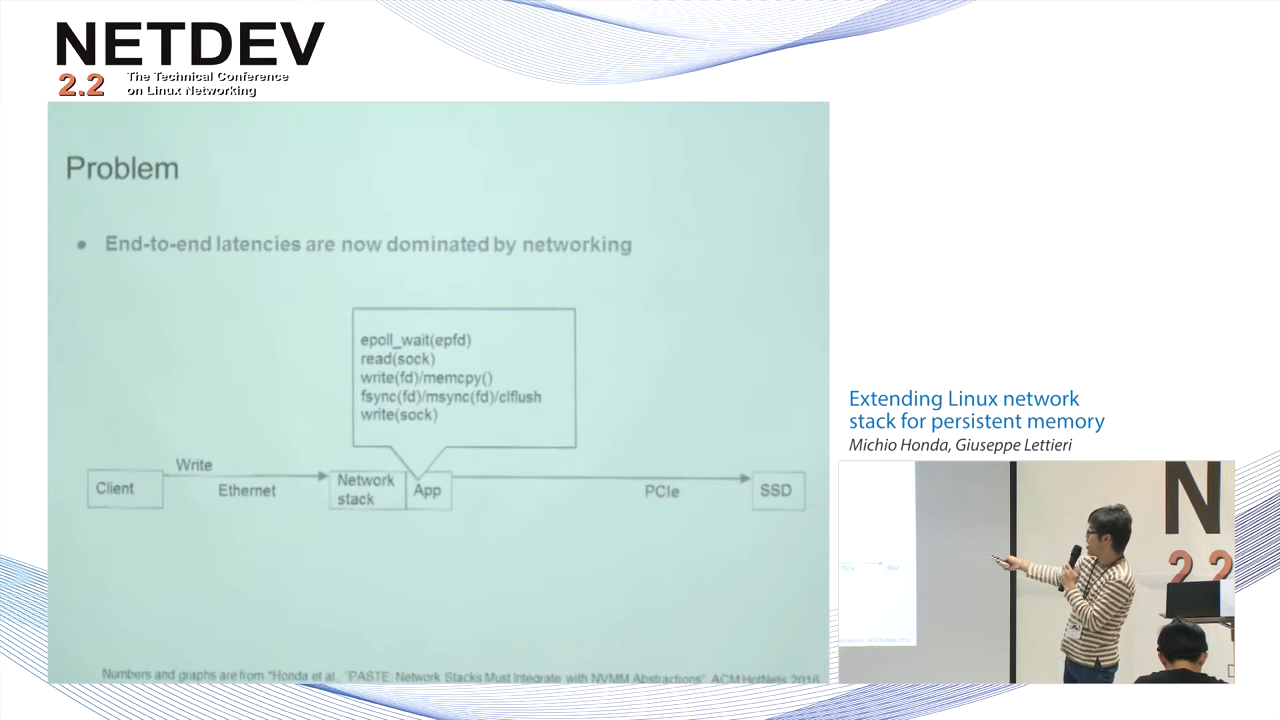 NETDEV
2.2
The Technical Conference
on Linux Networking
Problem
● End-to-end latencies are now dominated by networking
epoll_wait(epfd)
read(sock)
write(fd)/memcpy()
fsync(fd)/msync(fd)/clflush
write(sock)
Write
Client
Ethernet
Network
stack
App
PCIe
SSD
Numbers and graphs are from "Honda et al., "PASTE: Network Stacks Must Integrate with NVMM Abstractions", ACM HotNets 2016
Extending Linux network
stack for persistent memory
Michio Honda, Giuseppe Lettieri
PCIe
N
2.2